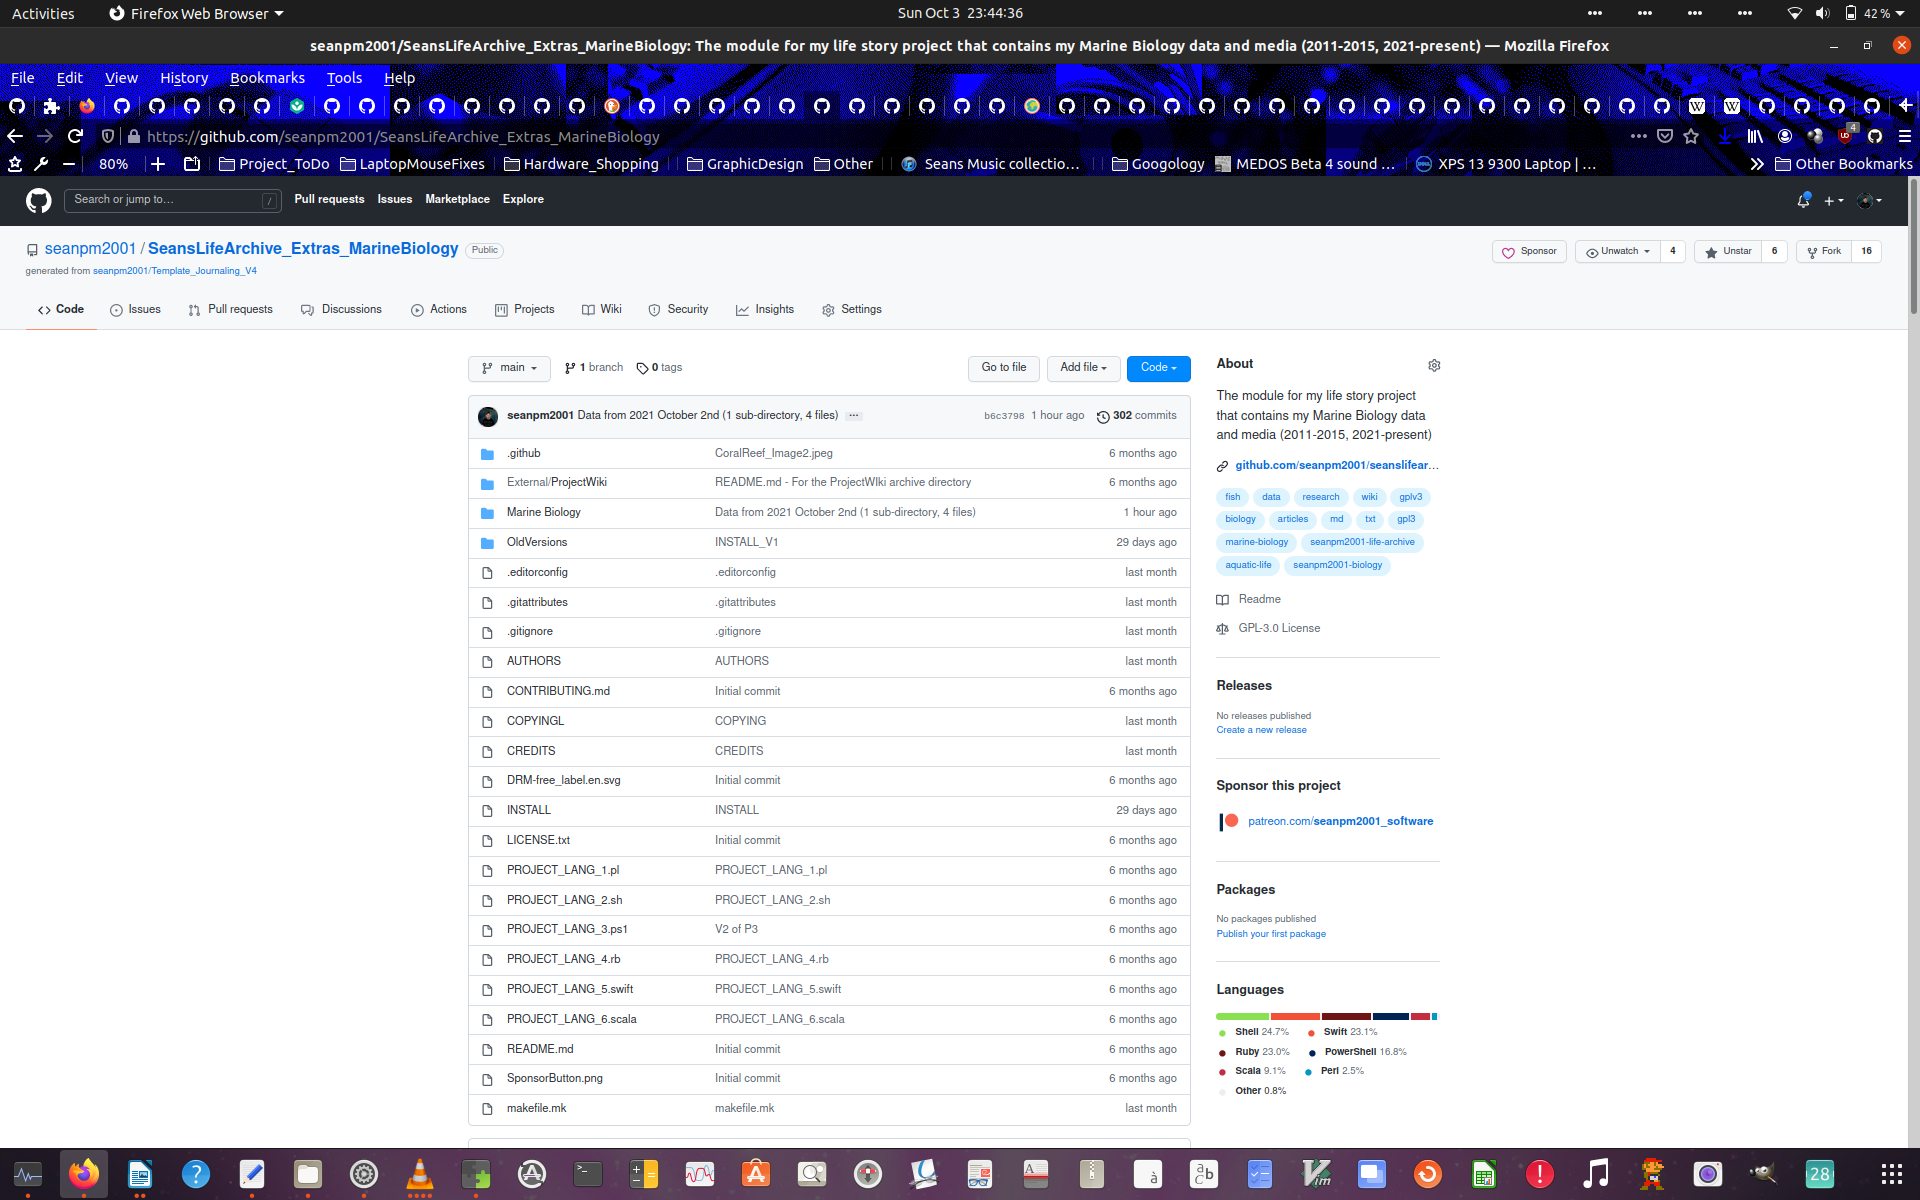 Activities Firefox Web Browser Sun Oct 3 23:44:36 42 %
seanpm2001/SeansLifeArchive_Extras_MarineBiology: The module for my life story project that contains my Marine Biology data and media (2011-2015, 2021-present) — Mozilla Firefox
File Edit View History Bookmarks Tools Help
https://github.com/seanpm2001/SeansLifeArchive_Extras_MarineBiology 4
80% Project_ToDo LaptopMouseFixes Hardware_Shopping GraphicDesign Other Seans Music collectio… Googology MEDOS Beta 4 sound … XPS 13 9300 Laptop | … Other Bookmarks
Search or jump to… / Pull requests Issues Marketplace Explore
seanpm2001 / SeansLifeArchive_Extras_MarineBiology Public Sponsor Unwatch 4 Unstar 6 Fork 16
generated from seanpm2001/Template_Journaling_V4
Code Issues Pull requests Discussions Actions Projects Wiki Security Insights Settings
main 1 branch 0 tags Go to file Add file Code
seanpm2001 Data from 2021 October 2nd (1 sub-directory, 4 files) ... b6c3798 1 hour ago 302 commits
.github CoralReef_Image2.jpeg 6 months ago
External/ProjectWiki README.md - For the ProjectWIki archive directory 6 months ago
Marine Biology Data from 2021 October 2nd (1 sub-directory, 4 files) 1 hour ago
OldVersions INSTALL_V1 29 days ago
.editorconfig .editorconfig last month
.gitattributes .gitattributes last month
.gitignore .gitignore last month
AUTHORS AUTHORS last month
CONTRIBUTING.md Initial commit 6 months ago
COPYINGL COPYING last month
CREDITS CREDITS last month
DRM-free_label.en.svg Initial commit 6 months ago
INSTALL INSTALL 29 days ago
LICENSE.txt Initial commit 6 months ago
PROJECT_LANG_1.pl PROJECT_LANG_1.pl 6 months ago
PROJECT_LANG_2.sh PROJECT_LANG_2.sh 6 months ago
PROJECT_LANG_3.ps1 V2 of P3 6 months ago
PROJECT_LANG_4.rb PROJECT_LANG_4.rb 6 months ago
PROJECT_LANG_5.swift PROJECT_LANG_5.swift 6 months ago
PROJECT_LANG_6.scala PROJECT_LANG_6.scala 6 months ago
README.md Initial commit 6 months ago
SponsorButton.png Initial commit 6 months ago
makefile.mk makefile.mk last month
About
The module for my life story project
that contains my Marine Biology data
and media (2011-2015, 2021-present)
github.com/seanpm2001/seanslifear…
fish data research wiki gplv3
biology articles md txt gpl3
marine-biology seanpm2001-life-archive
aquatic-life seanpm2001-biology
Readme
GPL-3.0 License
Releases
No releases published
Create a new release
Sponsor this project
patreon.com/seanpm2001_software
Packages
No packages published
Publish your first package
Languages
Shell 24.7% Swift 23.1%
Ruby 23.0% PowerShell 16.8%
Scala 9.1% Perl 2.5%
Other 0.8%
28